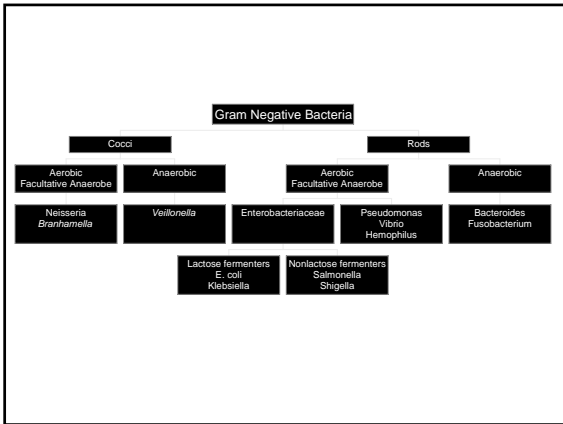 Gram Negative Bacteria
Cocci
Rods
Aerobic
Facultative Anaerobe
Anaerobic
Aerobic
Facultative Anaerobe
Anaerobic
Neisseria
Branhamella
Veillonella
Enterobacteriaceae
Pseudomonas
Vibrio
Hemophilus
Bacteroides
Fusobacterium
Lactose fermenters
E. coli
Klebsiella
Nonlactose fermenters
Salmonella
Shigella